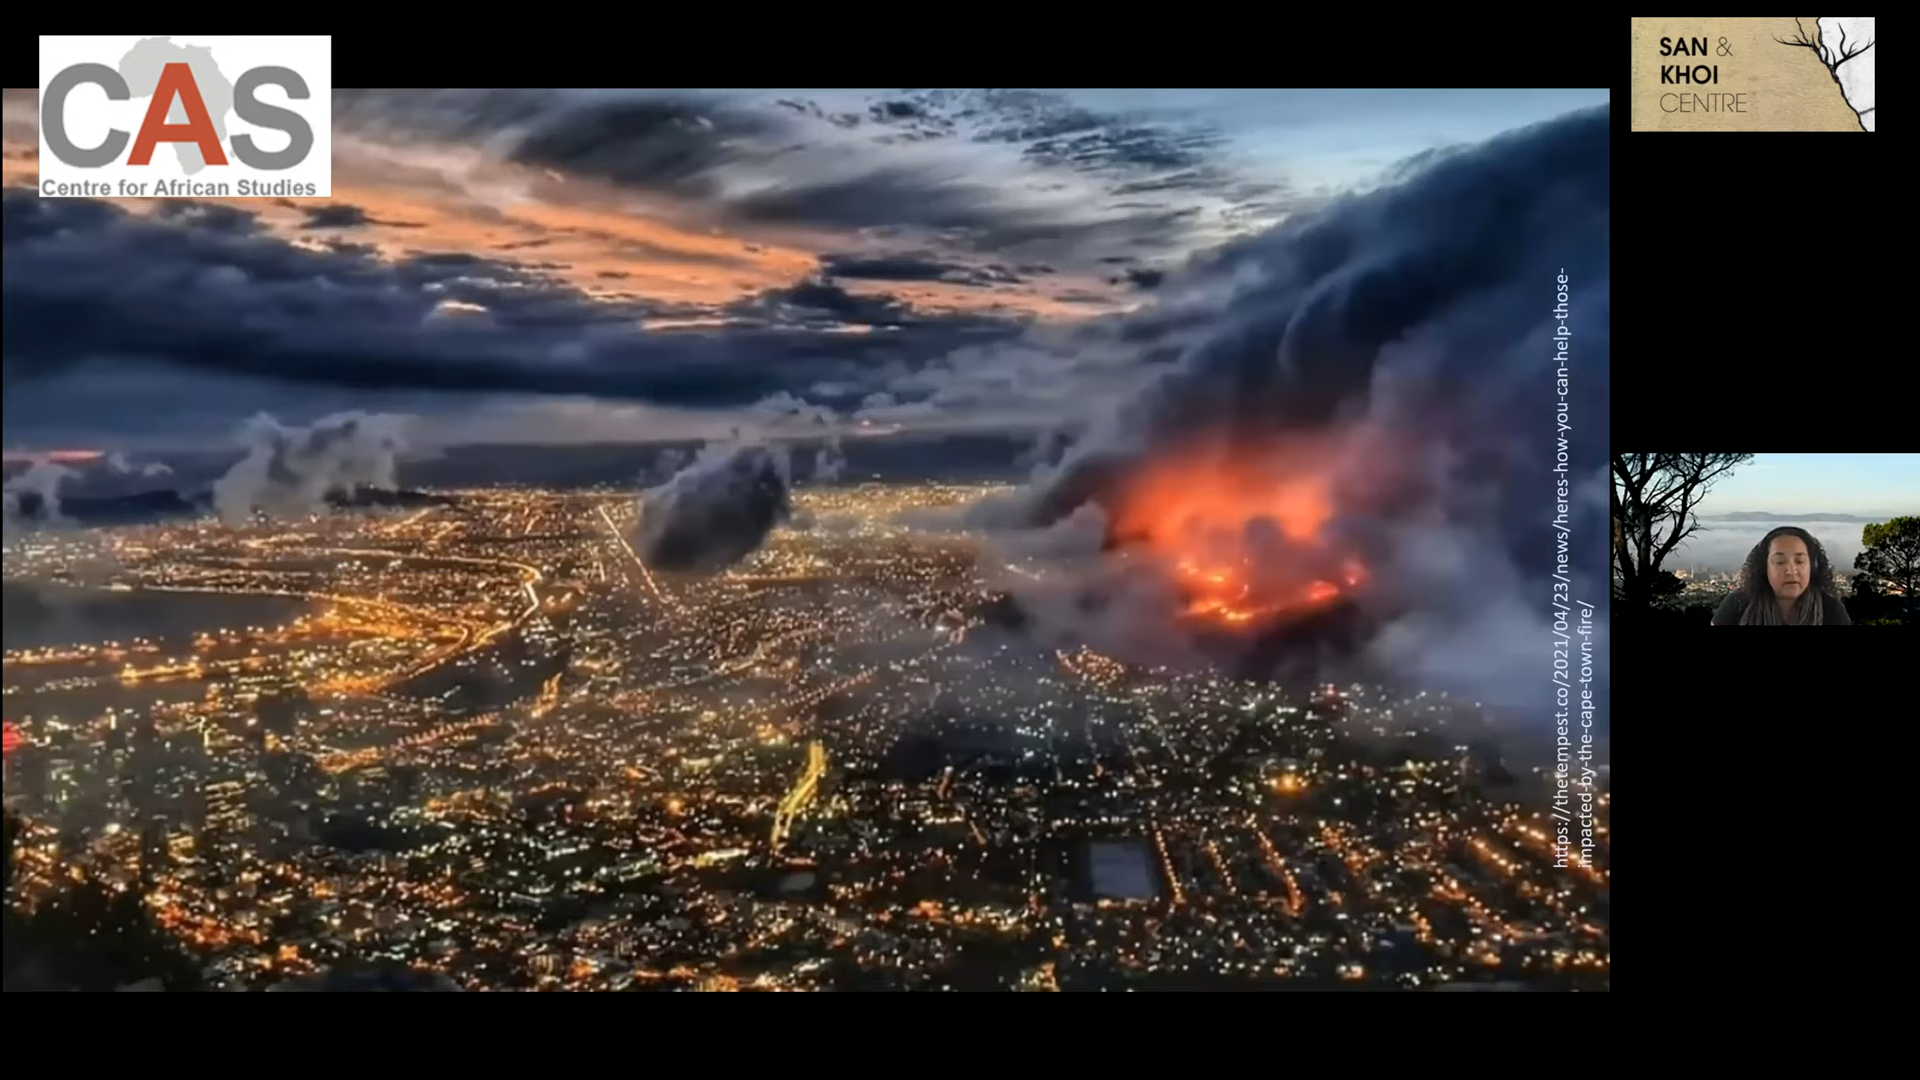 CAS
Centre for African Studies
SAN &
KHOI
CENTRE
https://thetempest.co/2021/04/23/news/heres-how-you-can-help-those-
impacted-by-the-cape-town-fire/